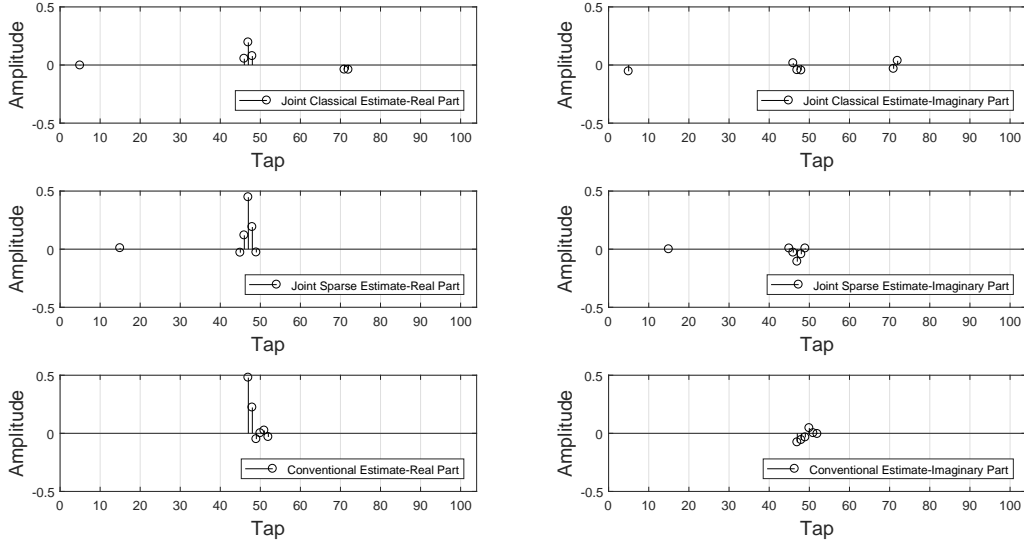 Amplitude
0.5
0
-0.5
Joint Classical Estimate-Real Part
0 10 20 30 40 50 60 70 80 90 100
Tap
Amplitude
0.5
0
-0.5
Joint Classical Estimate-Imaginary Part
0 10 20 30 40 50 60 70 80 90 100
Tap
Amplitude
0.5
0
-0.5
Joint Sparse Estimate-Real Part
0 10 20 30 40 50 60 70 80 90 100
Tap
Amplitude
0.5
0
-0.5
Joint Sparse Estimate-Imaginary Part
0 10 20 30 40 50 60 70 80 90 100
Tap
Amplitude
0.5
0
-0.5
Conventional Estimate-Real Part
0 10 20 30 40 50 60 70 80 90 100
Tap
Amplitude
0.5
0
-0.5
Conventional Estimate-Imaginary Part
0 10 20 30 40 50 60 70 80 90 100
Tap